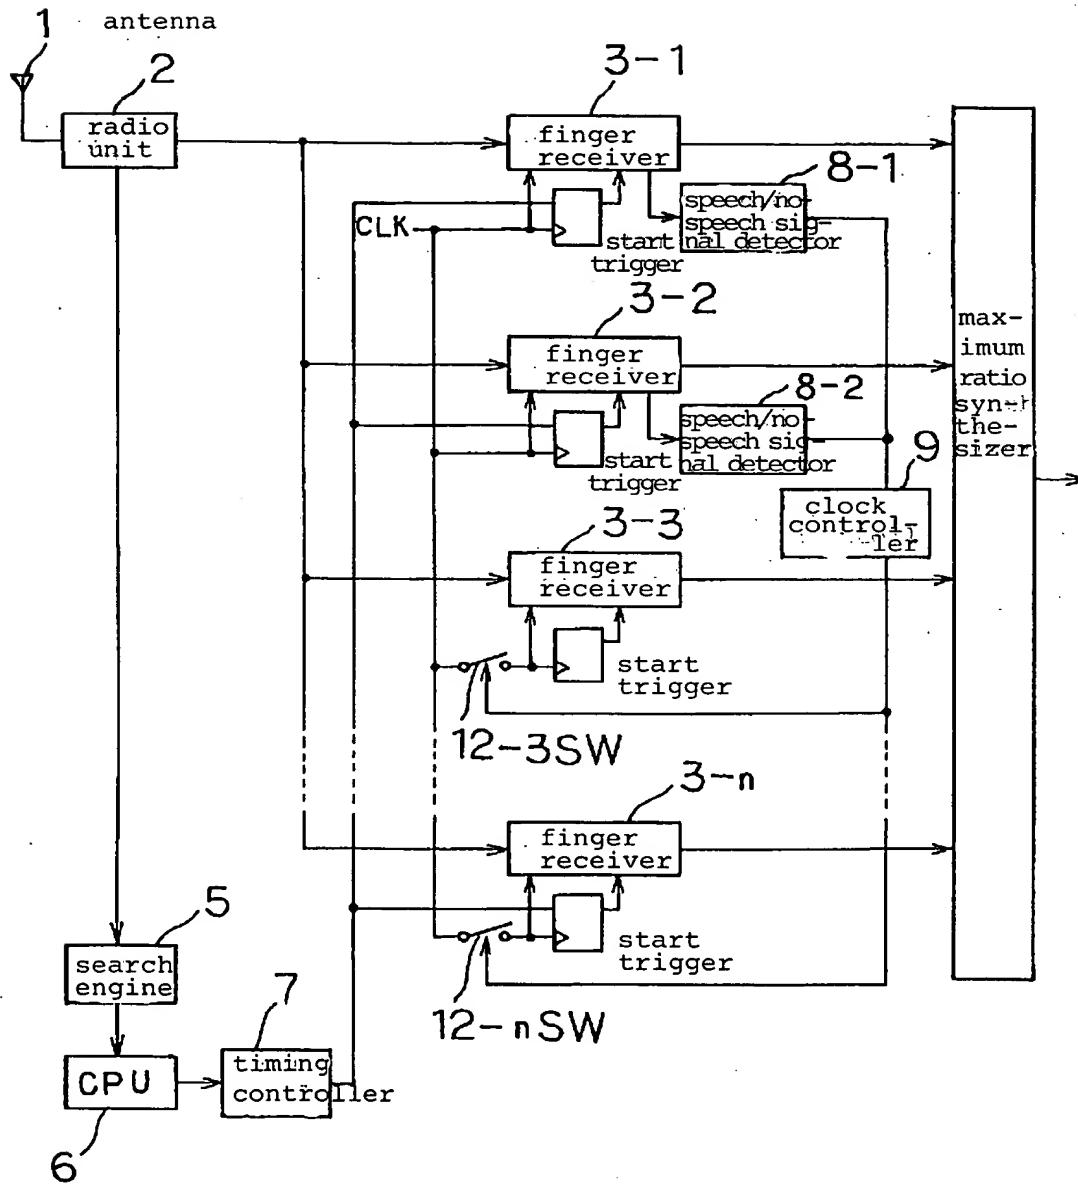 1
antenna
2
radio
unit
3-1
finger
receiver
8-1
speech/no-
speech sig-
nal detector
CLK
start
trigger
3-2
finger
receiver
8-2
speech/no-
speech sig-
nal detector
start
trigger
max-
imum
ratio
syn-
the-
sizer
9
clock
control-
ler
3-3
finger
receiver
start
trigger
12-3SW
3-n
finger
receiver
start
trigger
12-nSW
5
search
engine
7
timing
controller
CPU
6